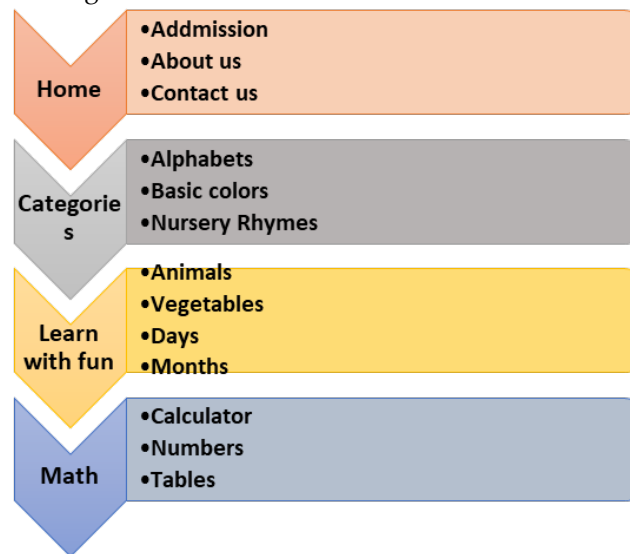 Home
•Addmission
•About us
•Contact us
Categorie
s
•Alphabets
•Basic colors
•Nursery Rhymes
Learn
with fun
•Animals
•Vegetables
•Days
•Months
Math
•Calculator
•Numbers
•Tables